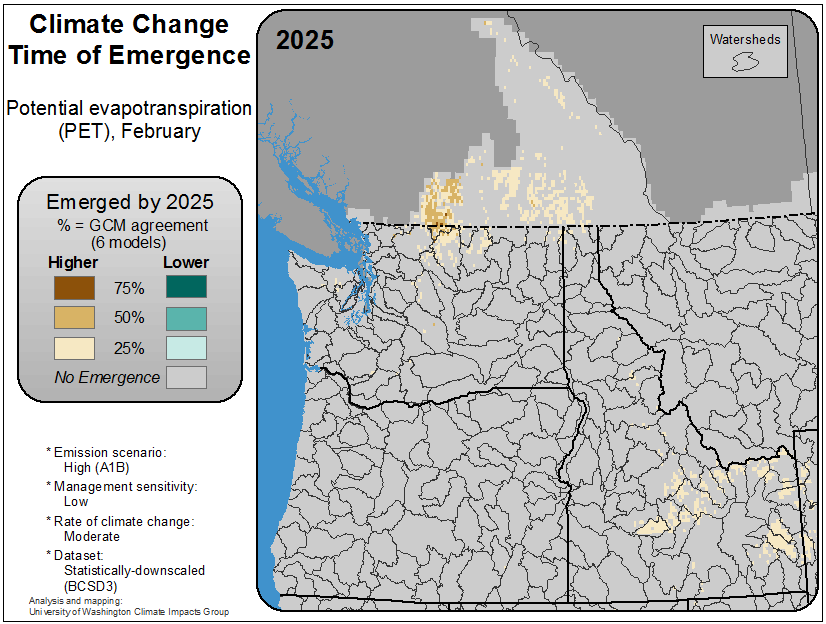 Climate Change
Time of Emergence
Potential evapotranspiration
(PET), February
Emerged by 2025
% = GCM agreement
(6 models)
Higher Lower
75%
50%
25%
No Emergence
* Emission scenario:
High (A1B)
* Management sensitivity:
Low
* Rate of climate change:
Moderate
* Dataset:
Statistically-downscaled
(BCSD3)
Analysis and mapping:
University of Washington Climate Impacts Group
2025
Watersheds